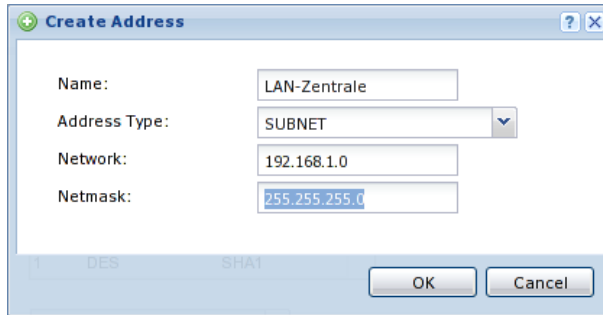 Create Address
Name: LAN-Zentrale
Address Type: SUBNET
Network: 192.168.1.0
Netmask: 255.255.255.0
1 DES SHA1
OK Cancel